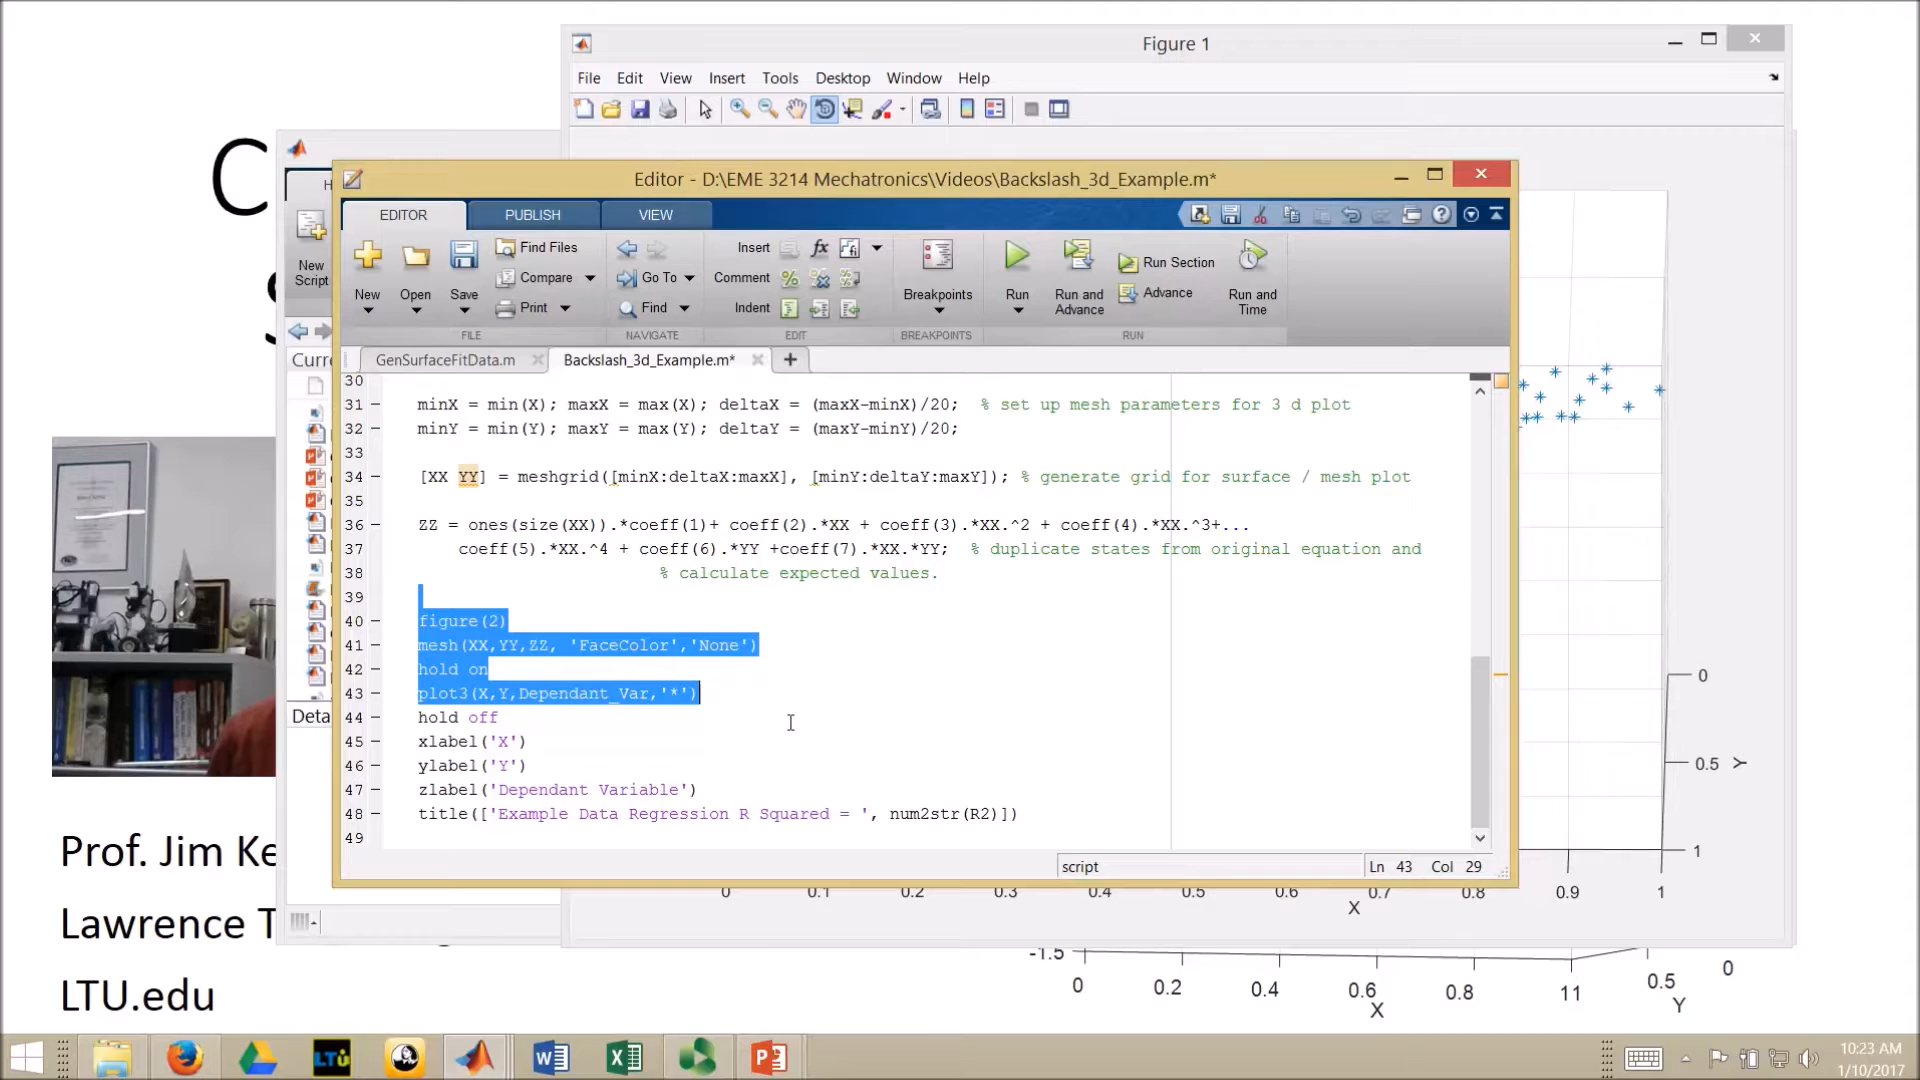 Figure 1
File Edit View Insert Tools Desktop Window Help
C
New
Script
Curre
Deta
Editor - D:\EME 3214 Mechatronics\Videos\Backslash_3d_Example.m*
EDITOR PUBLISH VIEW
New Open Save
Find Files
Compare
Print
Go To
Find
Insert fx
Comment
Indent
Breakpoints
Run
Run and
Advance
Run Section
Advance
Run and
Time
FILE NAVIGATE EDIT BREAKPOINTS RUN
GenSurfaceFitData.m Backslash_3d_Example.m*
30
31 minX = min(X); maxX = max(X); deltaX = (maxX-minX)/20; % set up mesh parameters for 3 d plot
32 minY = min(Y); maxY = max(Y); deltaY = (maxY-minY)/20;
33
34 [XX YY] = meshgrid([minX:deltaX:maxX], [minY:deltaY:maxY]); % generate grid for surface / mesh plot
35
36 ZZ = ones(size(XX)).*coeff(1)+ coeff(2).*XX + coeff(3).*XX.^2 + coeff(4).*XX.^3+...
37 coeff(5).*XX.^4 + coeff(6).*YY +coeff(7).*XX.*YY; % duplicate states from original equation and
38 % calculate expected values.
39
40 figure(2)
41 mesh(XX,YY,ZZ, 'FaceColor','None')
42 hold on
43 plot3(X,Y,Dependant_Var,'*')
44 hold off
45 xlabel('X')
46 ylabel('Y')
47 zlabel('Dependant Variable')
48 title(['Example Data Regression R Squared = ', num2str(R2)])
49
script Ln 43 Col 29
0
0.5
Y
1
0 0.1 0.2 0.3 0.4 0.5 0.6 0.7 0.8 0.9 1
X
-1.5
0 0.2 0.4 0.6 0.8 11
X
0
0.5
Y
Prof. Jim Ke
Lawrence T
LTU.edu
LTU
10:23 AM
1/10/2017